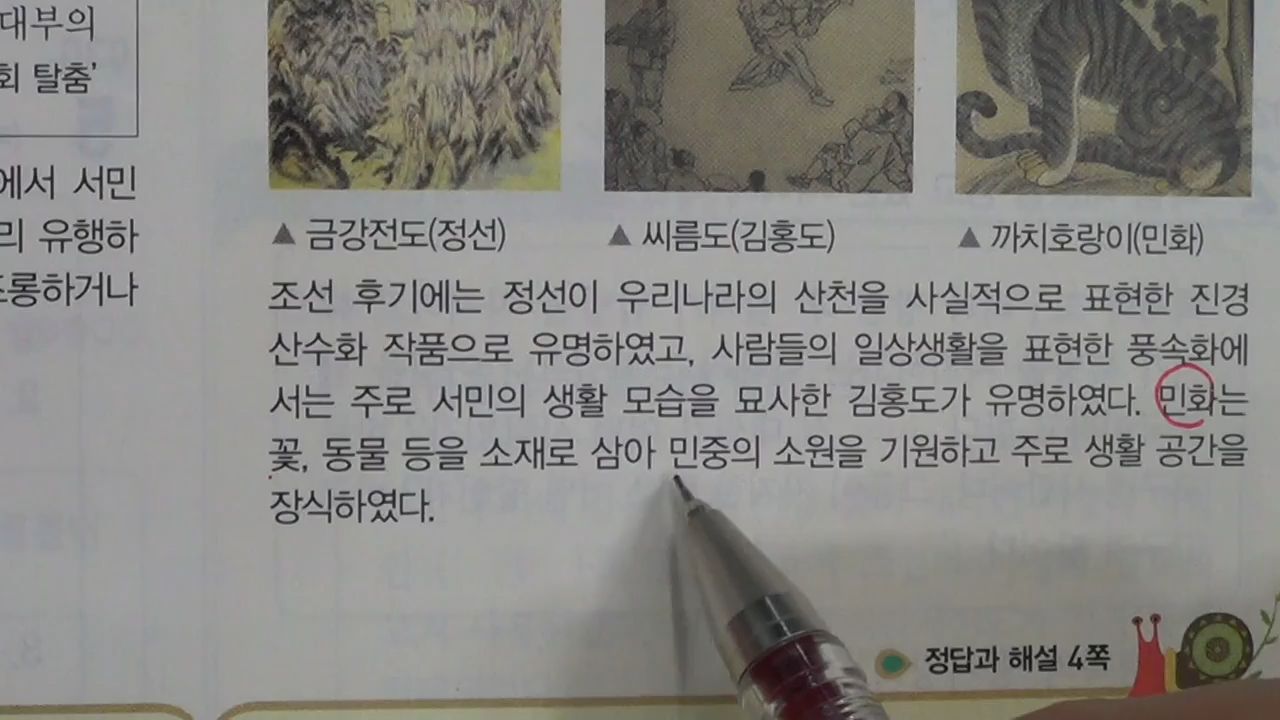 대부의
회 탈춤'
에서 서민
리 유행하
조롱하거나
▲ 금강전도(정선)
▲ 씨름도(김홍도)
▲ 까치호랑이(민화)
조선 후기에는 정선이 우리나라의 산천을 사실적으로 표현한 진경
산수화 작품으로 유명하였고, 사람들의 일상생활을 표현한 풍속화에
서는 주로 서민의 생활 모습을 묘사한 김홍도가 유명하였다. 민화는
꽃, 동물 등을 소재로 삼아 민중의 소원을 기원하고 주로 생활 공간을
장식하였다.
정답과 해설 4쪽